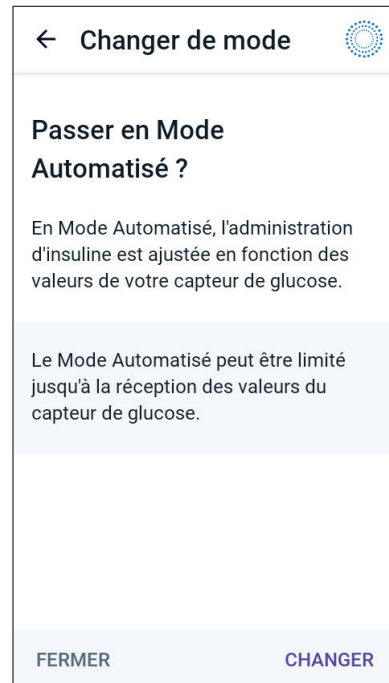 Changer de mode
Passer en Mode
Automatisé ?
En Mode Automatisé, l'administration
d'insuline est ajustée en fonction des
valeurs de votre capteur de glucose.
Le Mode Automatisé peut être limité
jusqu'à la réception des valeurs du
capteur de glucose.
FERMER
CHANGER